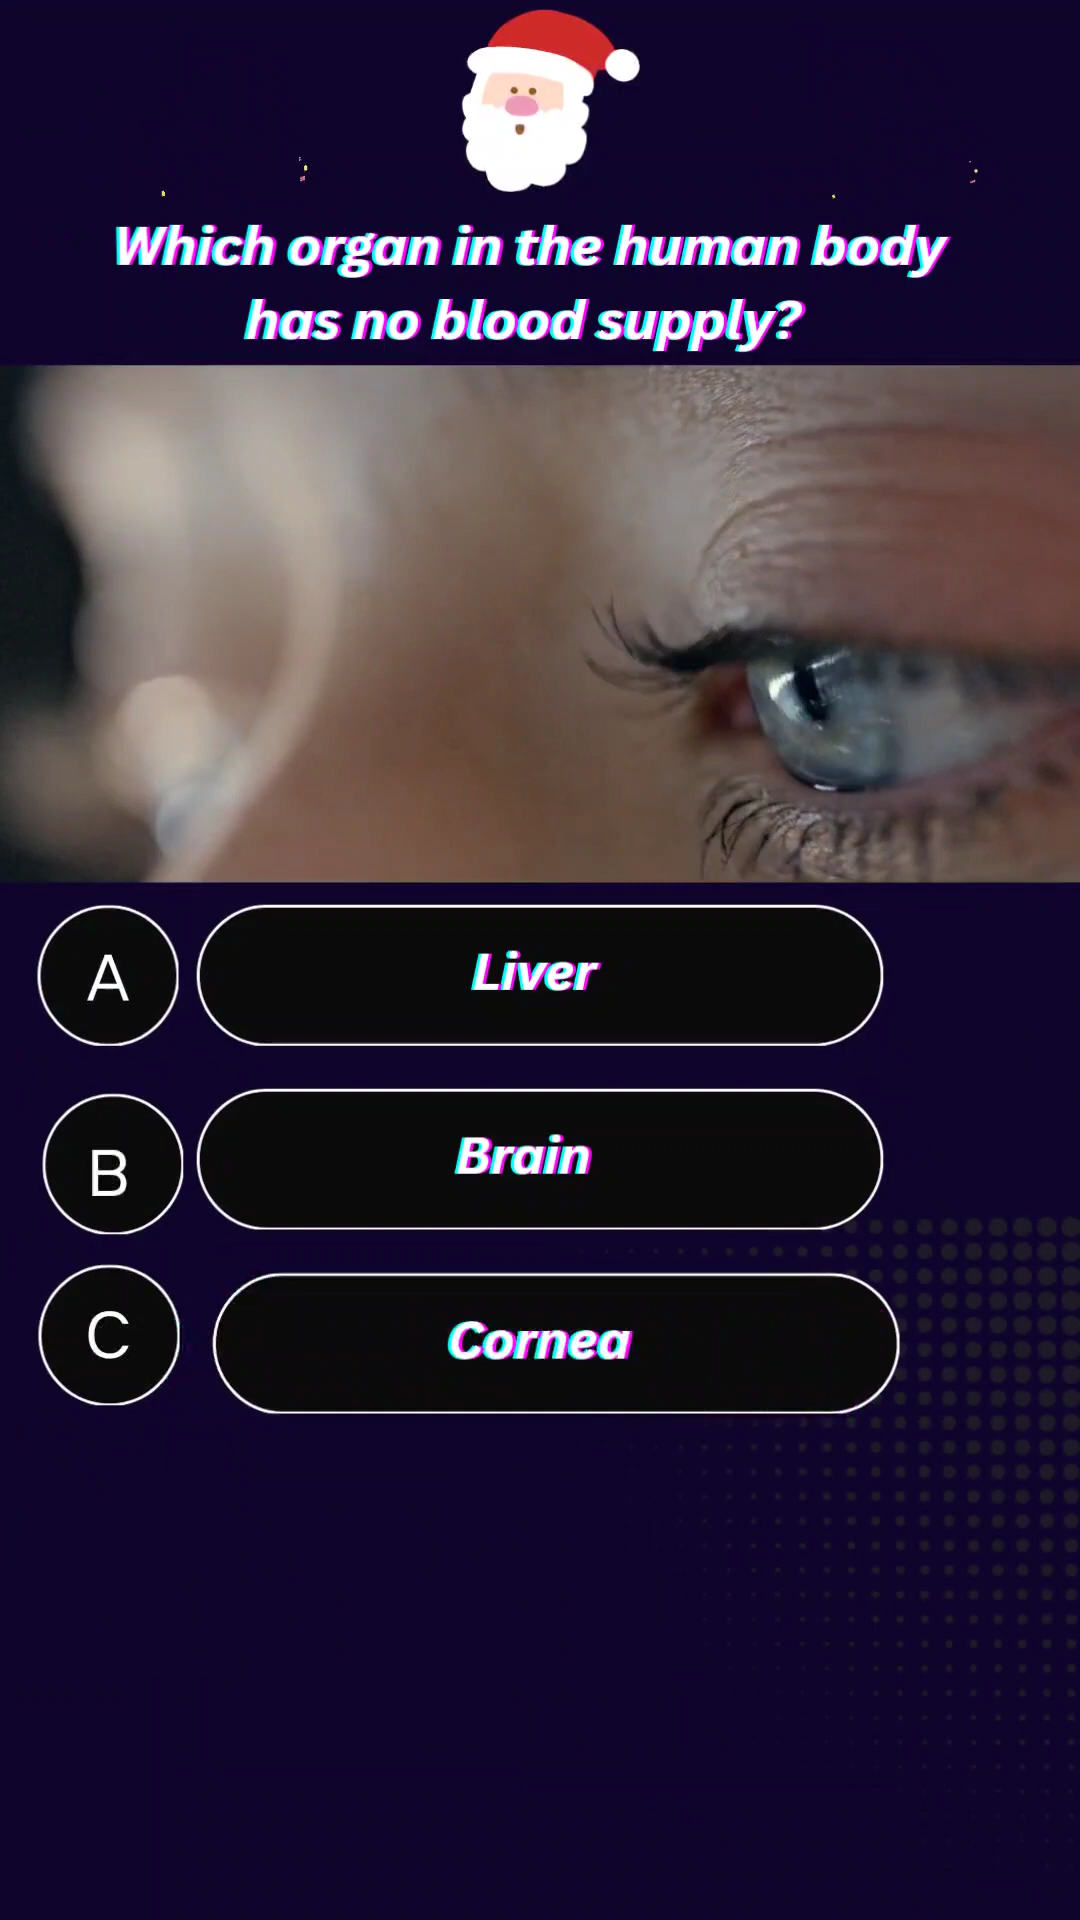 Which organ in the human body
has no blood supply?
A
Liver
B
Brain
C
Cornea